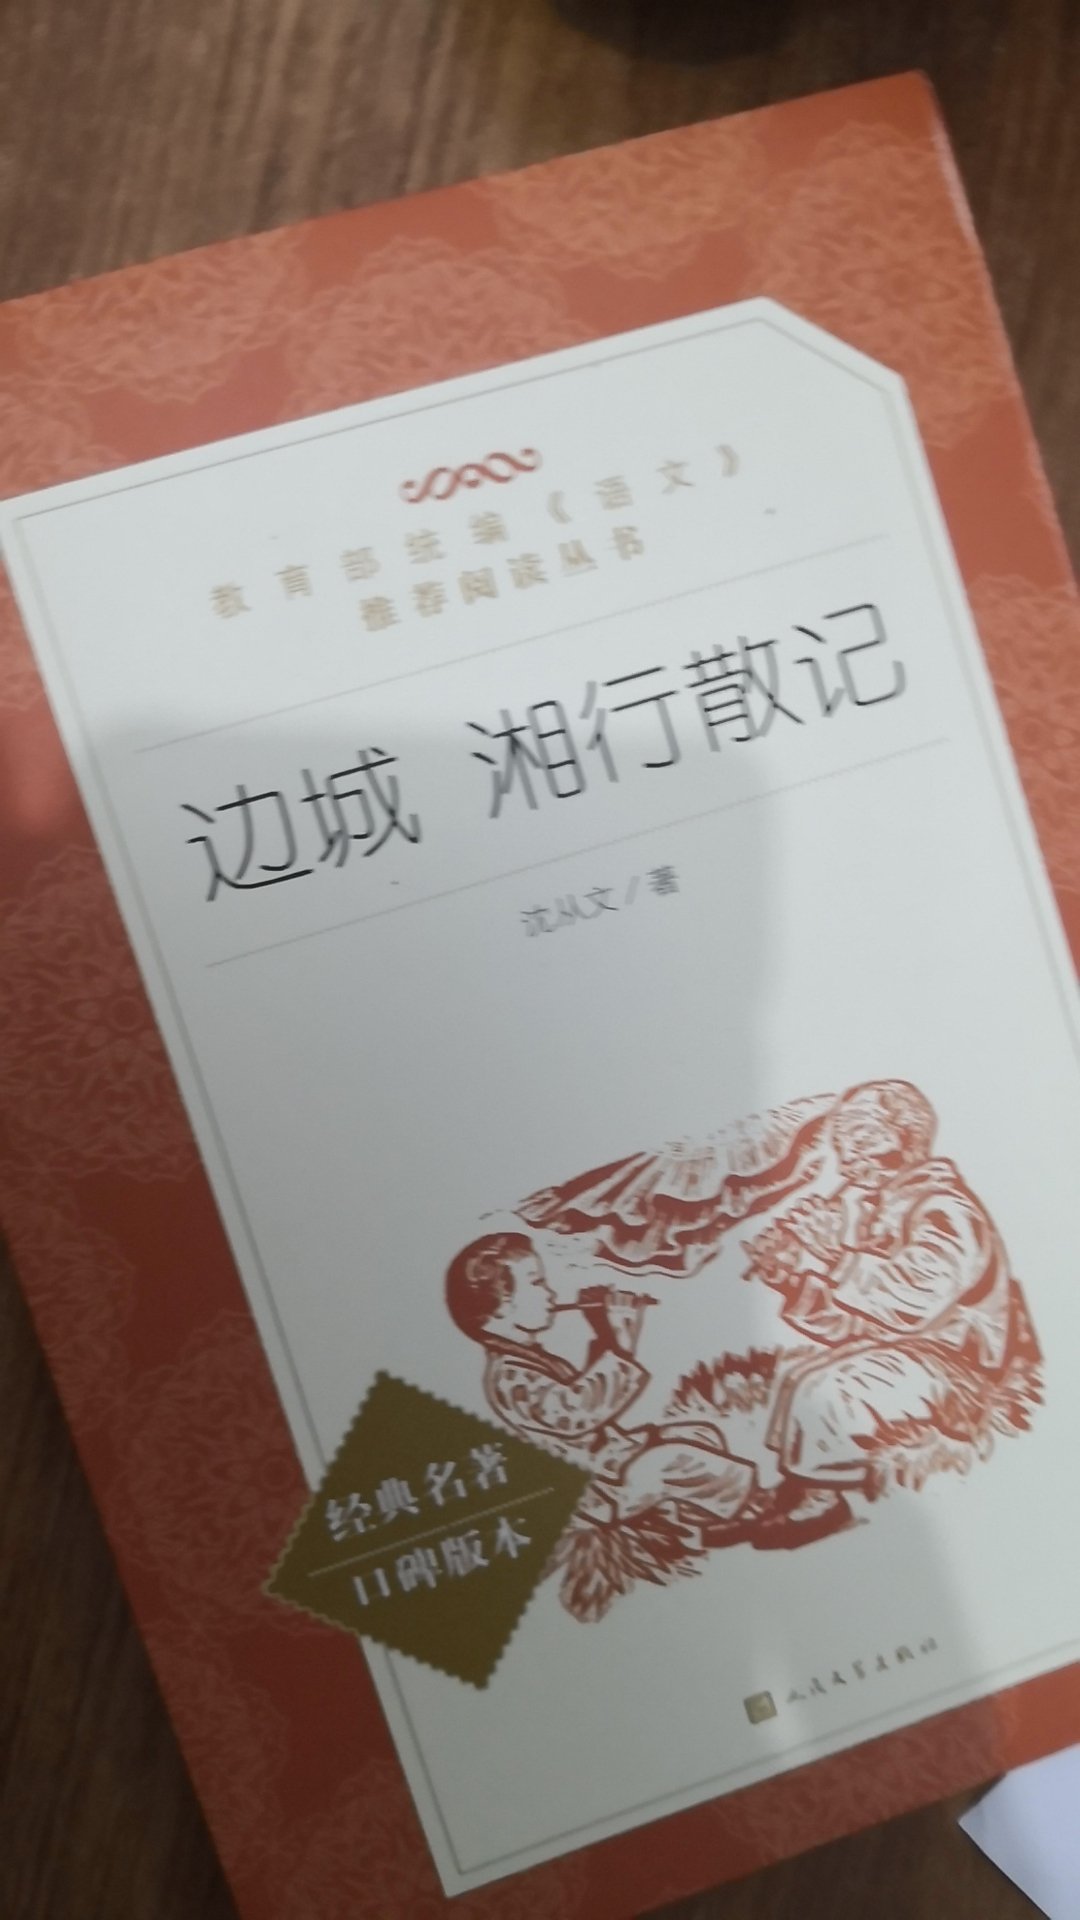 教育部统编《语文》
推荐阅读丛书
边城 湘行散记
沈从文/著
经典名著
口碑版本
人民文学出版社